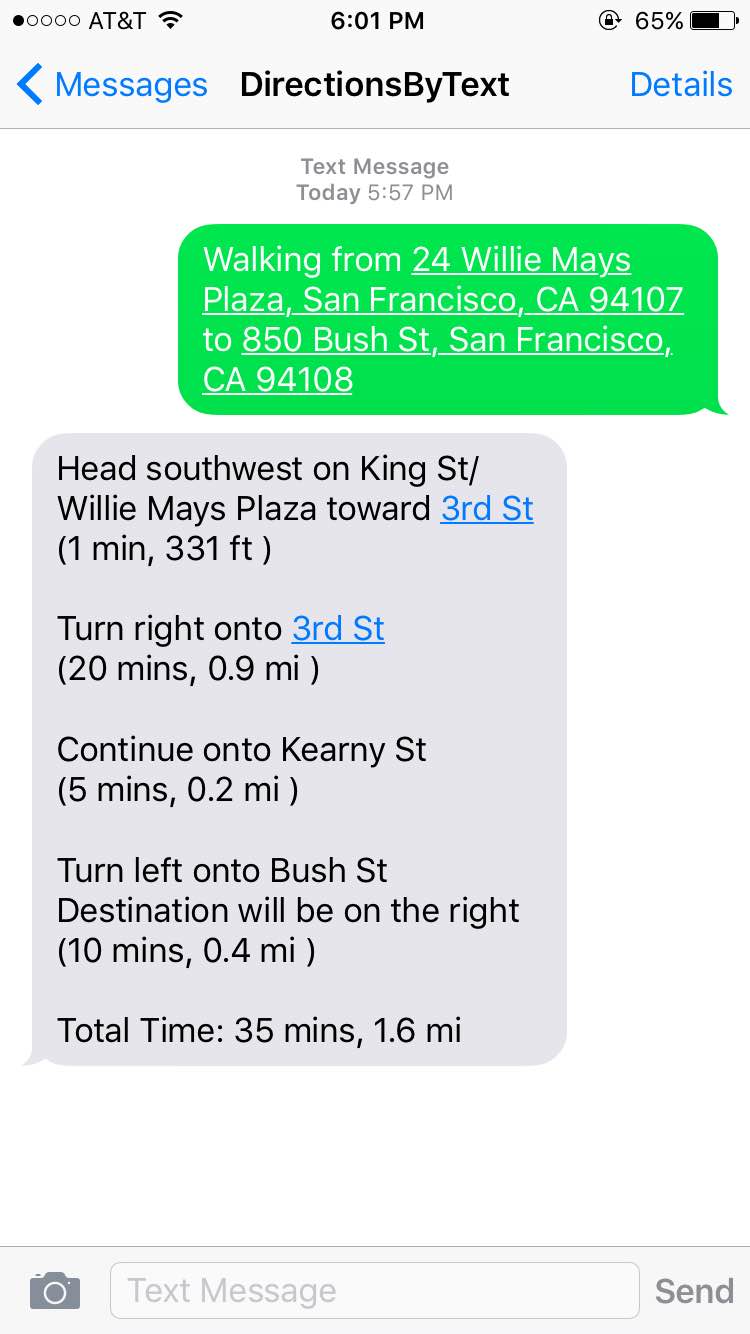 AT&T 6:01 PM 65%
Messages DirectionsByText Details
Text Message
Today 5:57 PM
Walking from 24 Willie Mays
Plaza, San Francisco, CA 94107
to 850 Bush St, San Francisco,
CA 94108
Head southwest on King St/
Willie Mays Plaza toward 3rd St
(1 min, 331 ft )
Turn right onto 3rd St
(20 mins, 0.9 mi )
Continue onto Kearny St
(5 mins, 0.2 mi )
Turn left onto Bush St
Destination will be on the right
(10 mins, 0.4 mi )
Total Time: 35 mins, 1.6 mi
Text Message Send